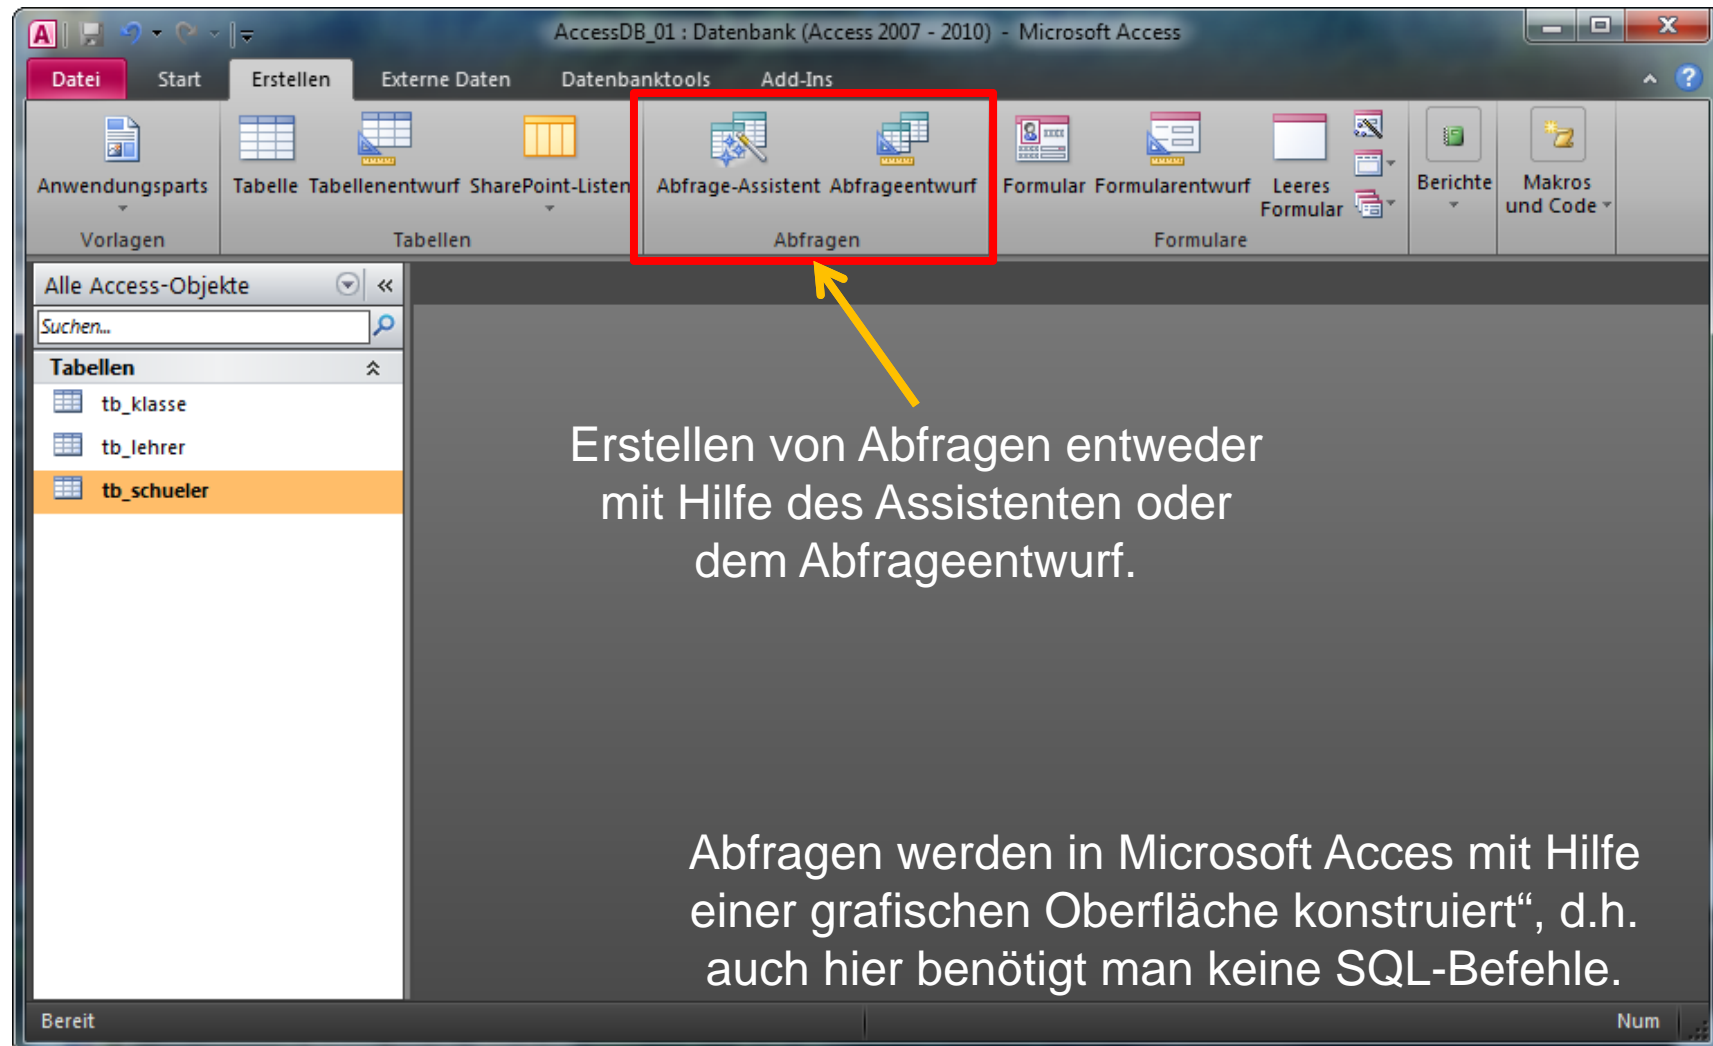 A
AccessDB_01 : Datenbank (Access 2007 - 2010) - Microsoft Access
Datei Start Erstellen Externe Daten Datenbanktools Add-Ins
Anwendungsparts Tabelle Tabellenentwurf SharePoint-Listen Abfrage-Assistent Abfrageentwurf Formular Formularentwurf Leeres Formular Berichte Makros und Code
Vorlagen Tabellen Abfragen Formulare
Alle Access-Objekte
Suchen...
Tabellen
tb_klasse
tb_lehrer
tb_schueler
Erstellen von Abfragen entweder
mit Hilfe des Assistenten oder
dem Abfrageentwurf.
Abfragen werden in Microsoft Acces mit Hilfe
einer grafischen Oberfläche konstruiert“, d.h.
auch hier benötigt man keine SQL-Befehle.
Bereit Num